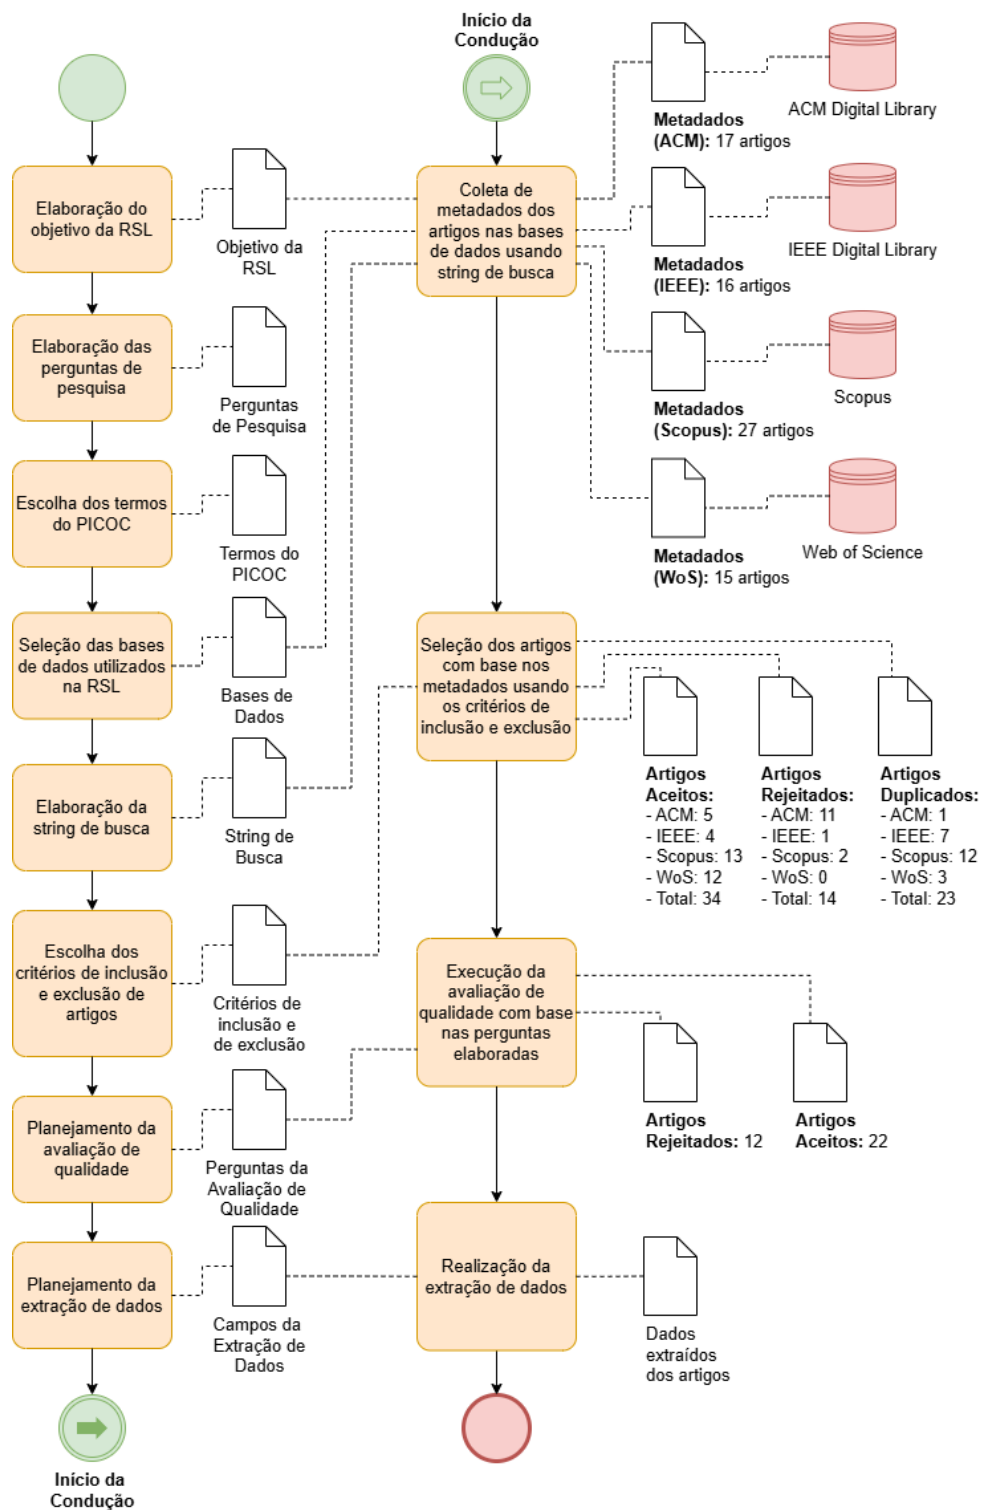 Início da
Condução
Elaboração do
objetivo da RSL
Objetivo da
RSL
Elaboração das
perguntas de
pesquisa
Perguntas
de Pesquisa
Escolha dos termos
do PICOC
Termos do
PICOC
Seleção das bases
de dados utilizados
na RSL
Bases de
Dados
Elaboração da
string de busca
String de
Busca
Escolha dos
critérios de inclusão
e exclusão de
artigos
Critérios de
inclusão e
de exclusão
Planejamento da
avaliação de
qualidade
Perguntas da
Avaliação de
Qualidade
Planejamento da
extração de dados
Campos da
Extração de
Dados
Início da
Condução
Coleta de
metadados dos
artigos nas bases
de dados usando
string de busca
Metadados
(ACM): 17 artigos
ACM Digital Library
Metadados
(IEEE): 16 artigos
IEEE Digital Library
Metadados
(Scopus): 27 artigos
Scopus
Metadados
(WoS): 15 artigos
Web of Science
Seleção dos artigos
com base nos
metadados usando
os critérios de
inclusão e exclusão
Artigos
Aceitos:
- ACM: 5
- IEEE: 4
- Scopus: 13
- WoS: 12
- Total: 34
Artigos
Rejeitados:
- ACM: 11
- IEEE: 1
- Scopus: 2
- WoS: 0
- Total: 14
Artigos
Duplicados:
- ACM: 1
- IEEE: 7
- Scopus: 12
- WoS: 3
- Total: 23
Execução da
avaliação de
qualidade com base
nas perguntas
elaboradas
Artigos
Rejeitados: 12
Artigos
Aceitos: 22
Realização da
extração de dados
Dados
extraídos
dos artigos